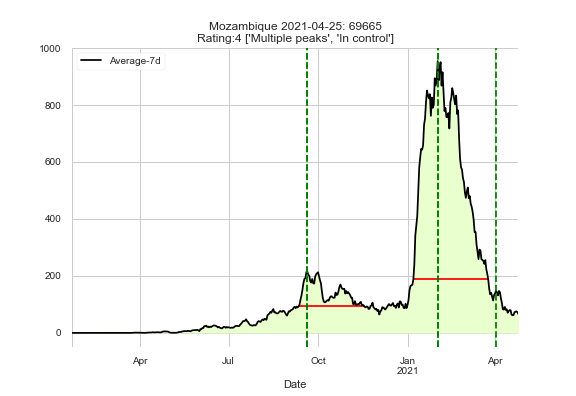 Mozambique 2021-04-25: 69665
Rating:4 ['Multiple peaks', 'In control']
1000
Average-7d
800
600
400
200
0
Apr Jul Oct Jan Apr
2021
Date